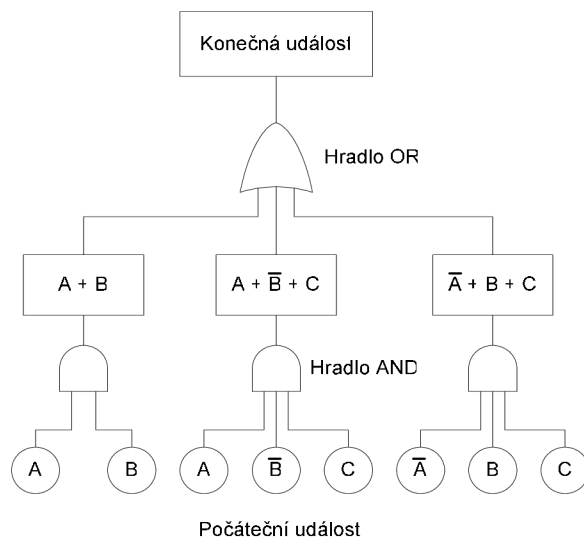 Konečná událost
Hradlo OR
A + B
A + B̅ + C
A̅ + B + C
Hradlo AND
A
B
A
B̅
C
A̅
B
C
Počáteční událost